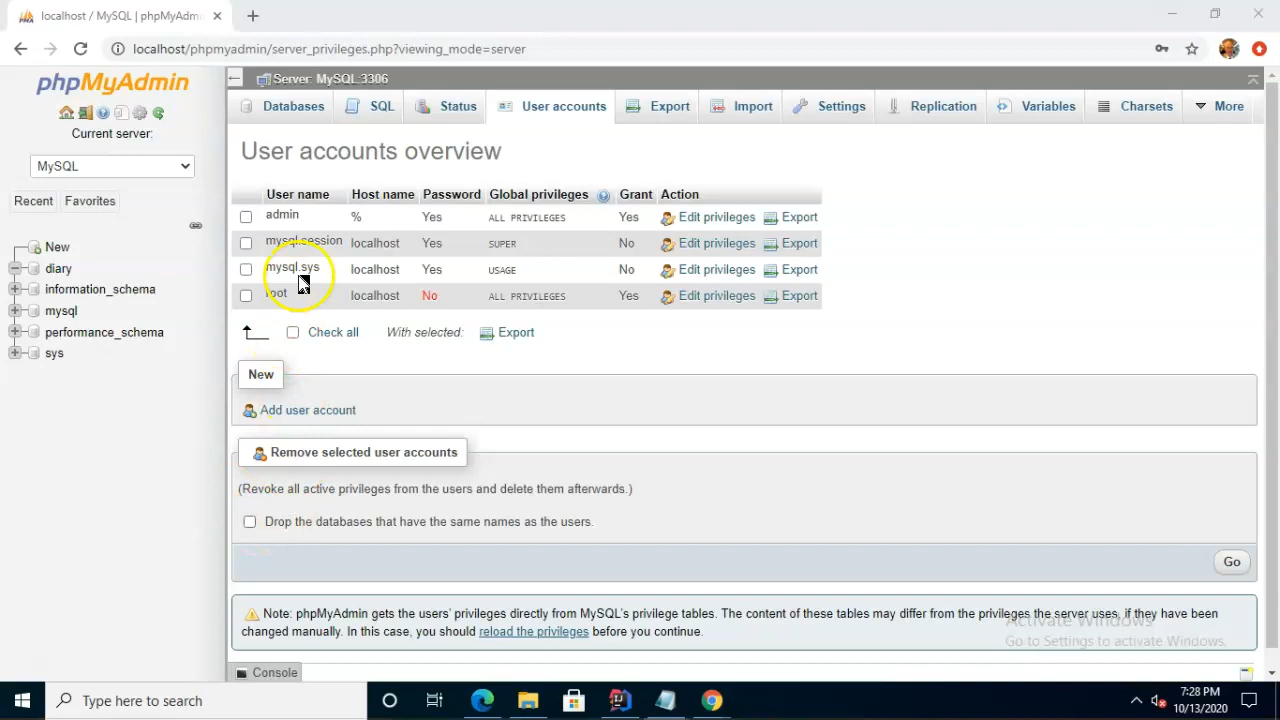 localhost / MySQL | phpMyAdm
localhost/phpmyadmin/server_privileges.php?viewing_mode=server
phpMyAdmin
Current server:
MySQL
Recent Favorites
New
diary
information_schema
mysql
performance_schema
sys
Server: MySQL:3306
Databases SQL Status User accounts Export Import Settings Replication Variables Charsets More
User accounts overview
User name Host name Password Global privileges Grant Action
admin % Yes ALL PRIVILEGES Yes Edit privileges Export
mysql.session localhost Yes SUPER No Edit privileges Export
mysql.sys localhost Yes USAGE No Edit privileges Export
root localhost No ALL PRIVILEGES Yes Edit privileges Export
Check all With selected: Export
New
Add user account
Remove selected user accounts
(Revoke all active privileges from the users and delete them afterwards.)
Drop the databases that have the same names as the users.
Go
Note: phpMyAdmin gets the users' privileges directly from MySQL's privilege tables. The content of these tables may differ from the privileges the server uses, if they have been
changed manually. In this case, you should reload the privileges before you continue.
Activate Windows
Go to Settings to activate Windows.
Console
Type here to search
7:28 PM
10/13/2020